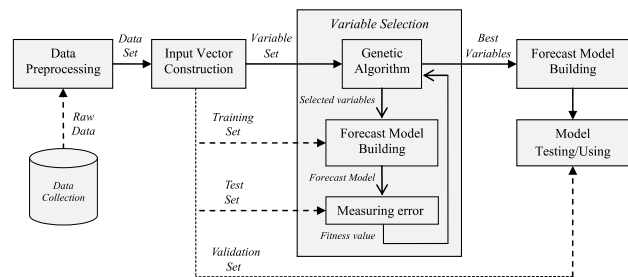 Variable Selection
Data
Set
Variable
Set
Best
Variables
Data
Preprocessing
Input Vector
Construction
Genetic
Algorithm
Forecast Model
Building
Selected variables
Raw
Data
Training
Set
Forecast Model
Building
Model
Testing/Using
Data
Collection
Forecast Model
Test
Set
Measuring error
Fitness value
Validation
Set